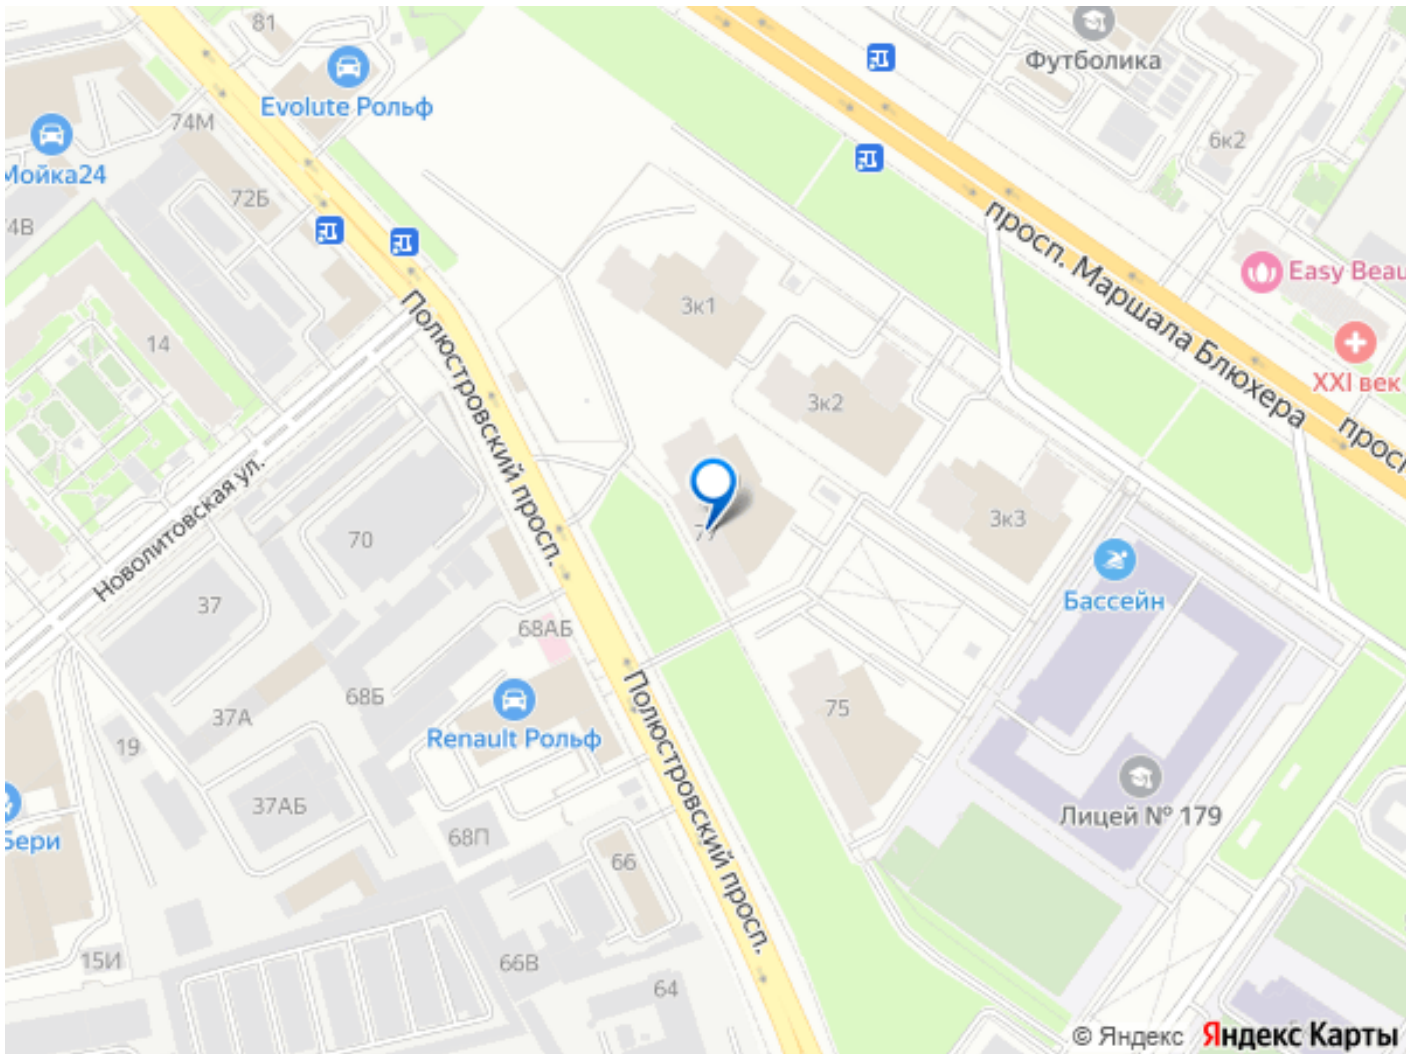 81
Evolute Рольф
74М
Мойка24
72Б
4В
14
Футболика
6к2
просп. Маршала Блюхера
Easy Beau
XXI век
просп
3к1
3к2
3к3
Полюстровский просп.
Новолитовская ул.
70
77
37
Бассейн
68АБ
68Б
37А
Renault Рольф
Полюстровский просп.
75
19
37АБ
Лицей № 179
Бери
68П
66
15И
66В
64
© Яндекс Яндекс Карты